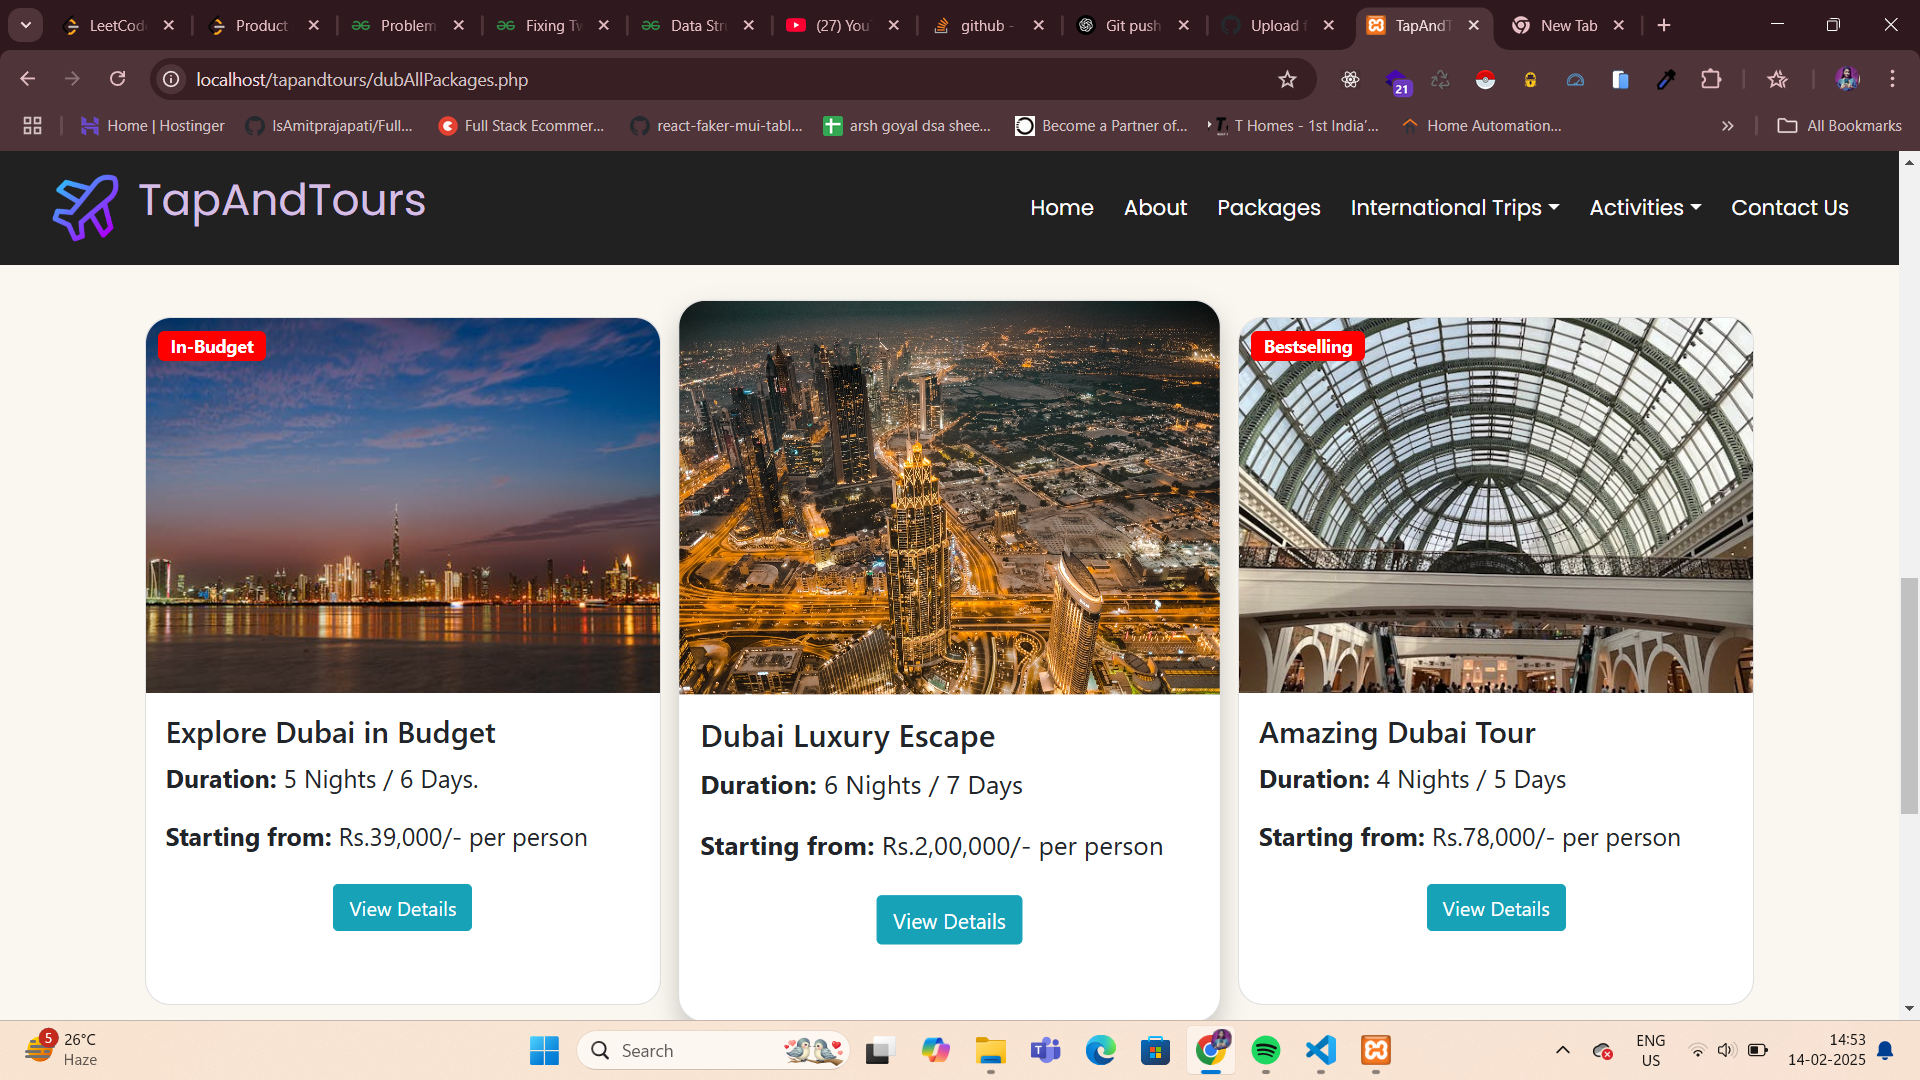 LeetCod
Product
Problem
Fixing Tw
Data Str
(27) You
github -
Git push
Upload f
TapAndT
New Tab
localhost/tapandtours/dubAllPackages.php
21
Home | Hostinger
IsAmitprajapati/Full...
Full Stack Ecommer...
react-faker-mui-tabl...
arsh goyal dsa shee...
Become a Partner of...
T Homes - 1st India'...
Home Automation...
All Bookmarks
TapAndTours
Home
About
Packages
International Trips
Activities
Contact Us
In-Budget
Bestselling
Explore Dubai in Budget
Duration: 5 Nights / 6 Days.
Starting from: Rs.39,000/- per person
View Details
Dubai Luxury Escape
Duration: 6 Nights / 7 Days
Starting from: Rs.2,00,000/- per person
View Details
Amazing Dubai Tour
Duration: 4 Nights / 5 Days
Starting from: Rs.78,000/- per person
View Details
5
26°C
Haze
Search
ENG
US
14:53
14-02-2025